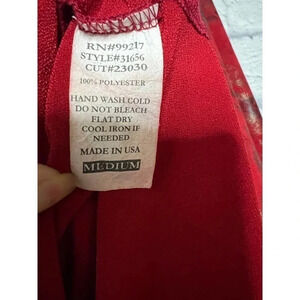 RN#99217
STYLE#31656
CUT#23030
100% POLYESTER
HAND WASH COLD
DO NOT BLEACH
FLAT DRY
COOL IRON IF
NEEDED
MADE IN USA
MEDIUM